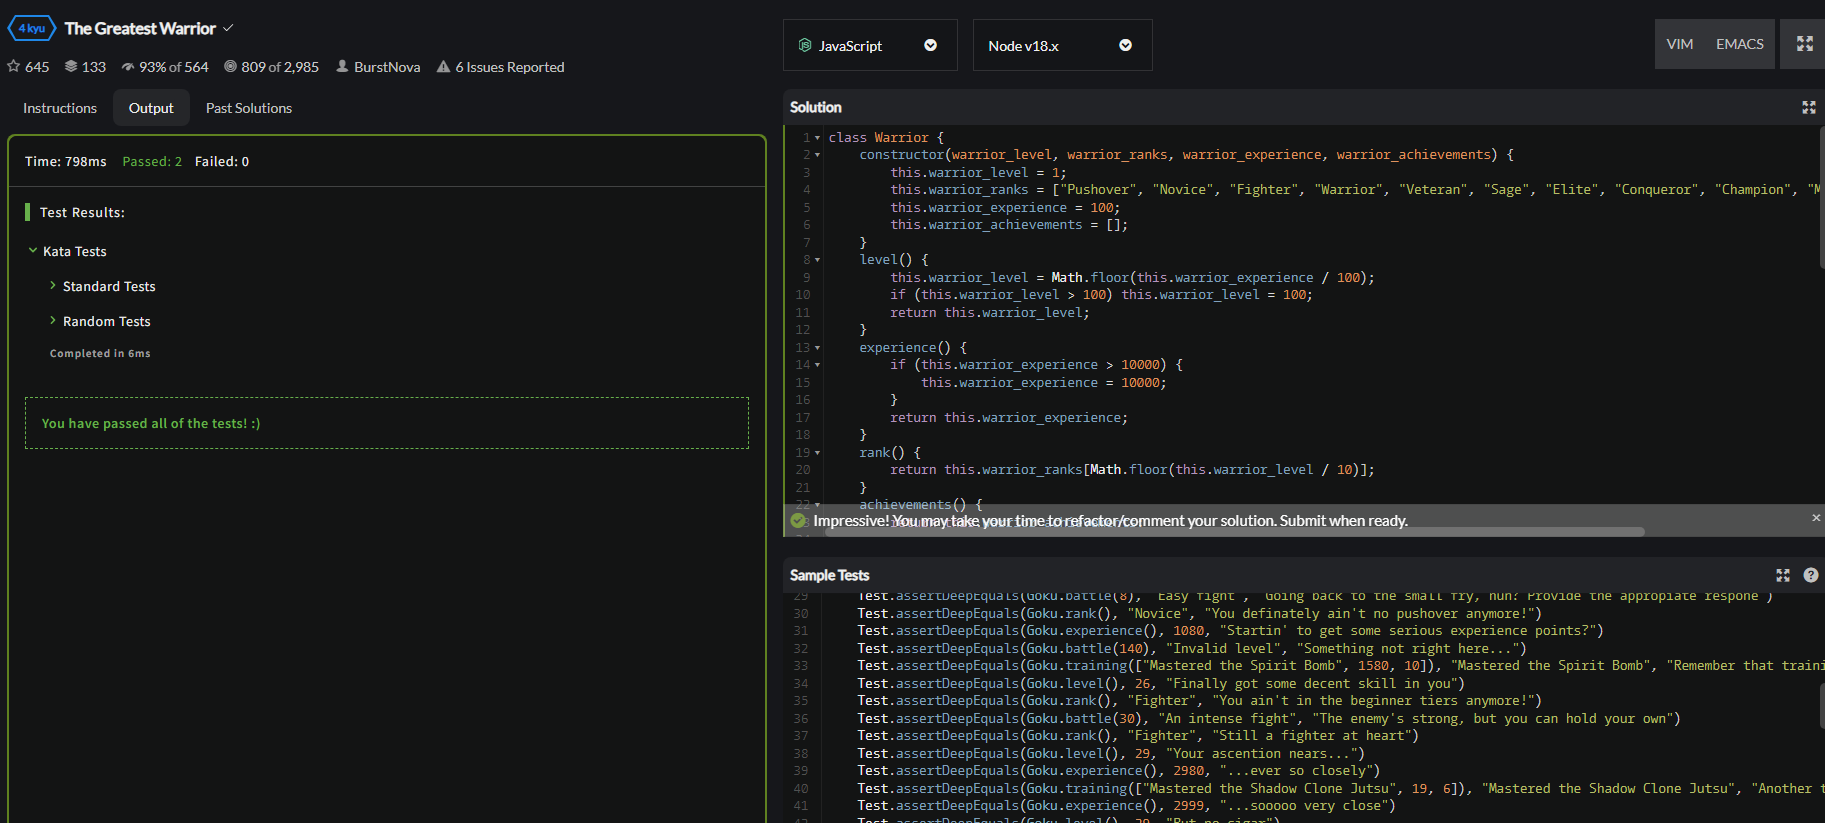 4 kyu The Greatest Warrior
645 133 93% of 564 809 of 2,985 BurstNova 6 Issues Reported
Instructions Output Past Solutions
Time: 798ms Passed: 2 Failed: 0
Test Results:
Kata Tests
Standard Tests
Random Tests
Completed in 6ms
You have passed all of the tests! :)
JavaScript Node v18.x VIM EMACS
Solution
1 class Warrior {
2 constructor(warrior_level, warrior_ranks, warrior_experience, warrior_achievements) {
3 this.warrior_level = 1;
4 this.warrior_ranks = ["Pushover", "Novice", "Fighter", "Warrior", "Veteran", "Sage", "Elite", "Conqueror", "Champion", "M
5 this.warrior_experience = 100;
6 this.warrior_achievements = [];
7 }
8 level() {
9 this.warrior_level = Math.floor(this.warrior_experience / 100);
10 if (this.warrior_level > 100) this.warrior_level = 100;
11 return this.warrior_level;
12 }
13 experience() {
14 if (this.warrior_experience > 10000) {
15 this.warrior_experience = 10000;
16 }
17 return this.warrior_experience;
18 }
19 rank() {
20 return this.warrior_ranks[Math.floor(this.warrior_level / 10)];
21 }
22 achievements() {
Impressive! You may take your time to refactor/comment your solution. Submit when ready.
Sample Tests
29 Test.assertDeepEquals(Goku.battle(8), "Easy fight", "Going back to the small fry, huh? Provide the appropiate respone")
30 Test.assertDeepEquals(Goku.rank(), "Novice", "You definately ain't no pushover anymore!")
31 Test.assertDeepEquals(Goku.experience(), 1080, "Startin' to get some serious experience points?")
32 Test.assertDeepEquals(Goku.battle(140), "Invalid level", "Something not right here...")
33 Test.assertDeepEquals(Goku.training(["Mastered the Spirit Bomb", 1580, 10]), "Mastered the Spirit Bomb", "Remember that traini
34 Test.assertDeepEquals(Goku.level(), 26, "Finally got some decent skill in you")
35 Test.assertDeepEquals(Goku.rank(), "Fighter", "You ain't in the beginner tiers anymore!")
36 Test.assertDeepEquals(Goku.battle(30), "An intense fight", "The enemy's strong, but you can hold your own")
37 Test.assertDeepEquals(Goku.rank(), "Fighter", "Still a fighter at heart")
38 Test.assertDeepEquals(Goku.level(), 29, "Your ascention nears...")
39 Test.assertDeepEquals(Goku.experience(), 2980, "...ever so closely")
40 Test.assertDeepEquals(Goku.training(["Mastered the Shadow Clone Jutsu", 19, 6]), "Mastered the Shadow Clone Jutsu", "Another t
41 Test.assertDeepEquals(Goku.experience(), 2999, "...sooooo very close")
42 Test.assertDeepEquals(Goku.level(), 29, "But no cigar")